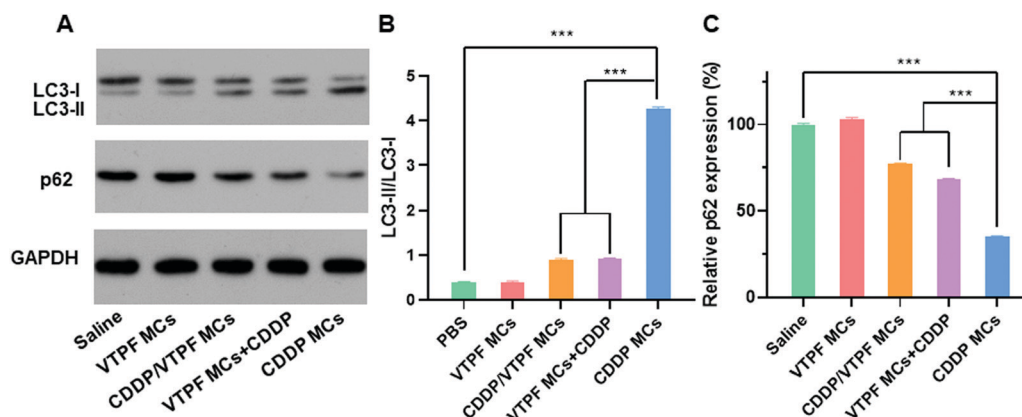 A
LC3-I
LC3-II
p62
GAPDH
Saline
VTPF MCs
CDDP/VTPF MCs
VTPF MCs+CDDP
CDDP MCs
B
***
***
LC3-II/LC3-I
5
4
3
2
1
0
PBS
VTPF MCs
CDDP/VTPF MCs
VTPF MCs+CDDP
CDDP MCs
C
***
***
Relative p62 expression (%)
100
50
0
Saline
VTPF MCs
CDDP/VTPF MCs
VTPF MCs+CDDP
CDDP MCs